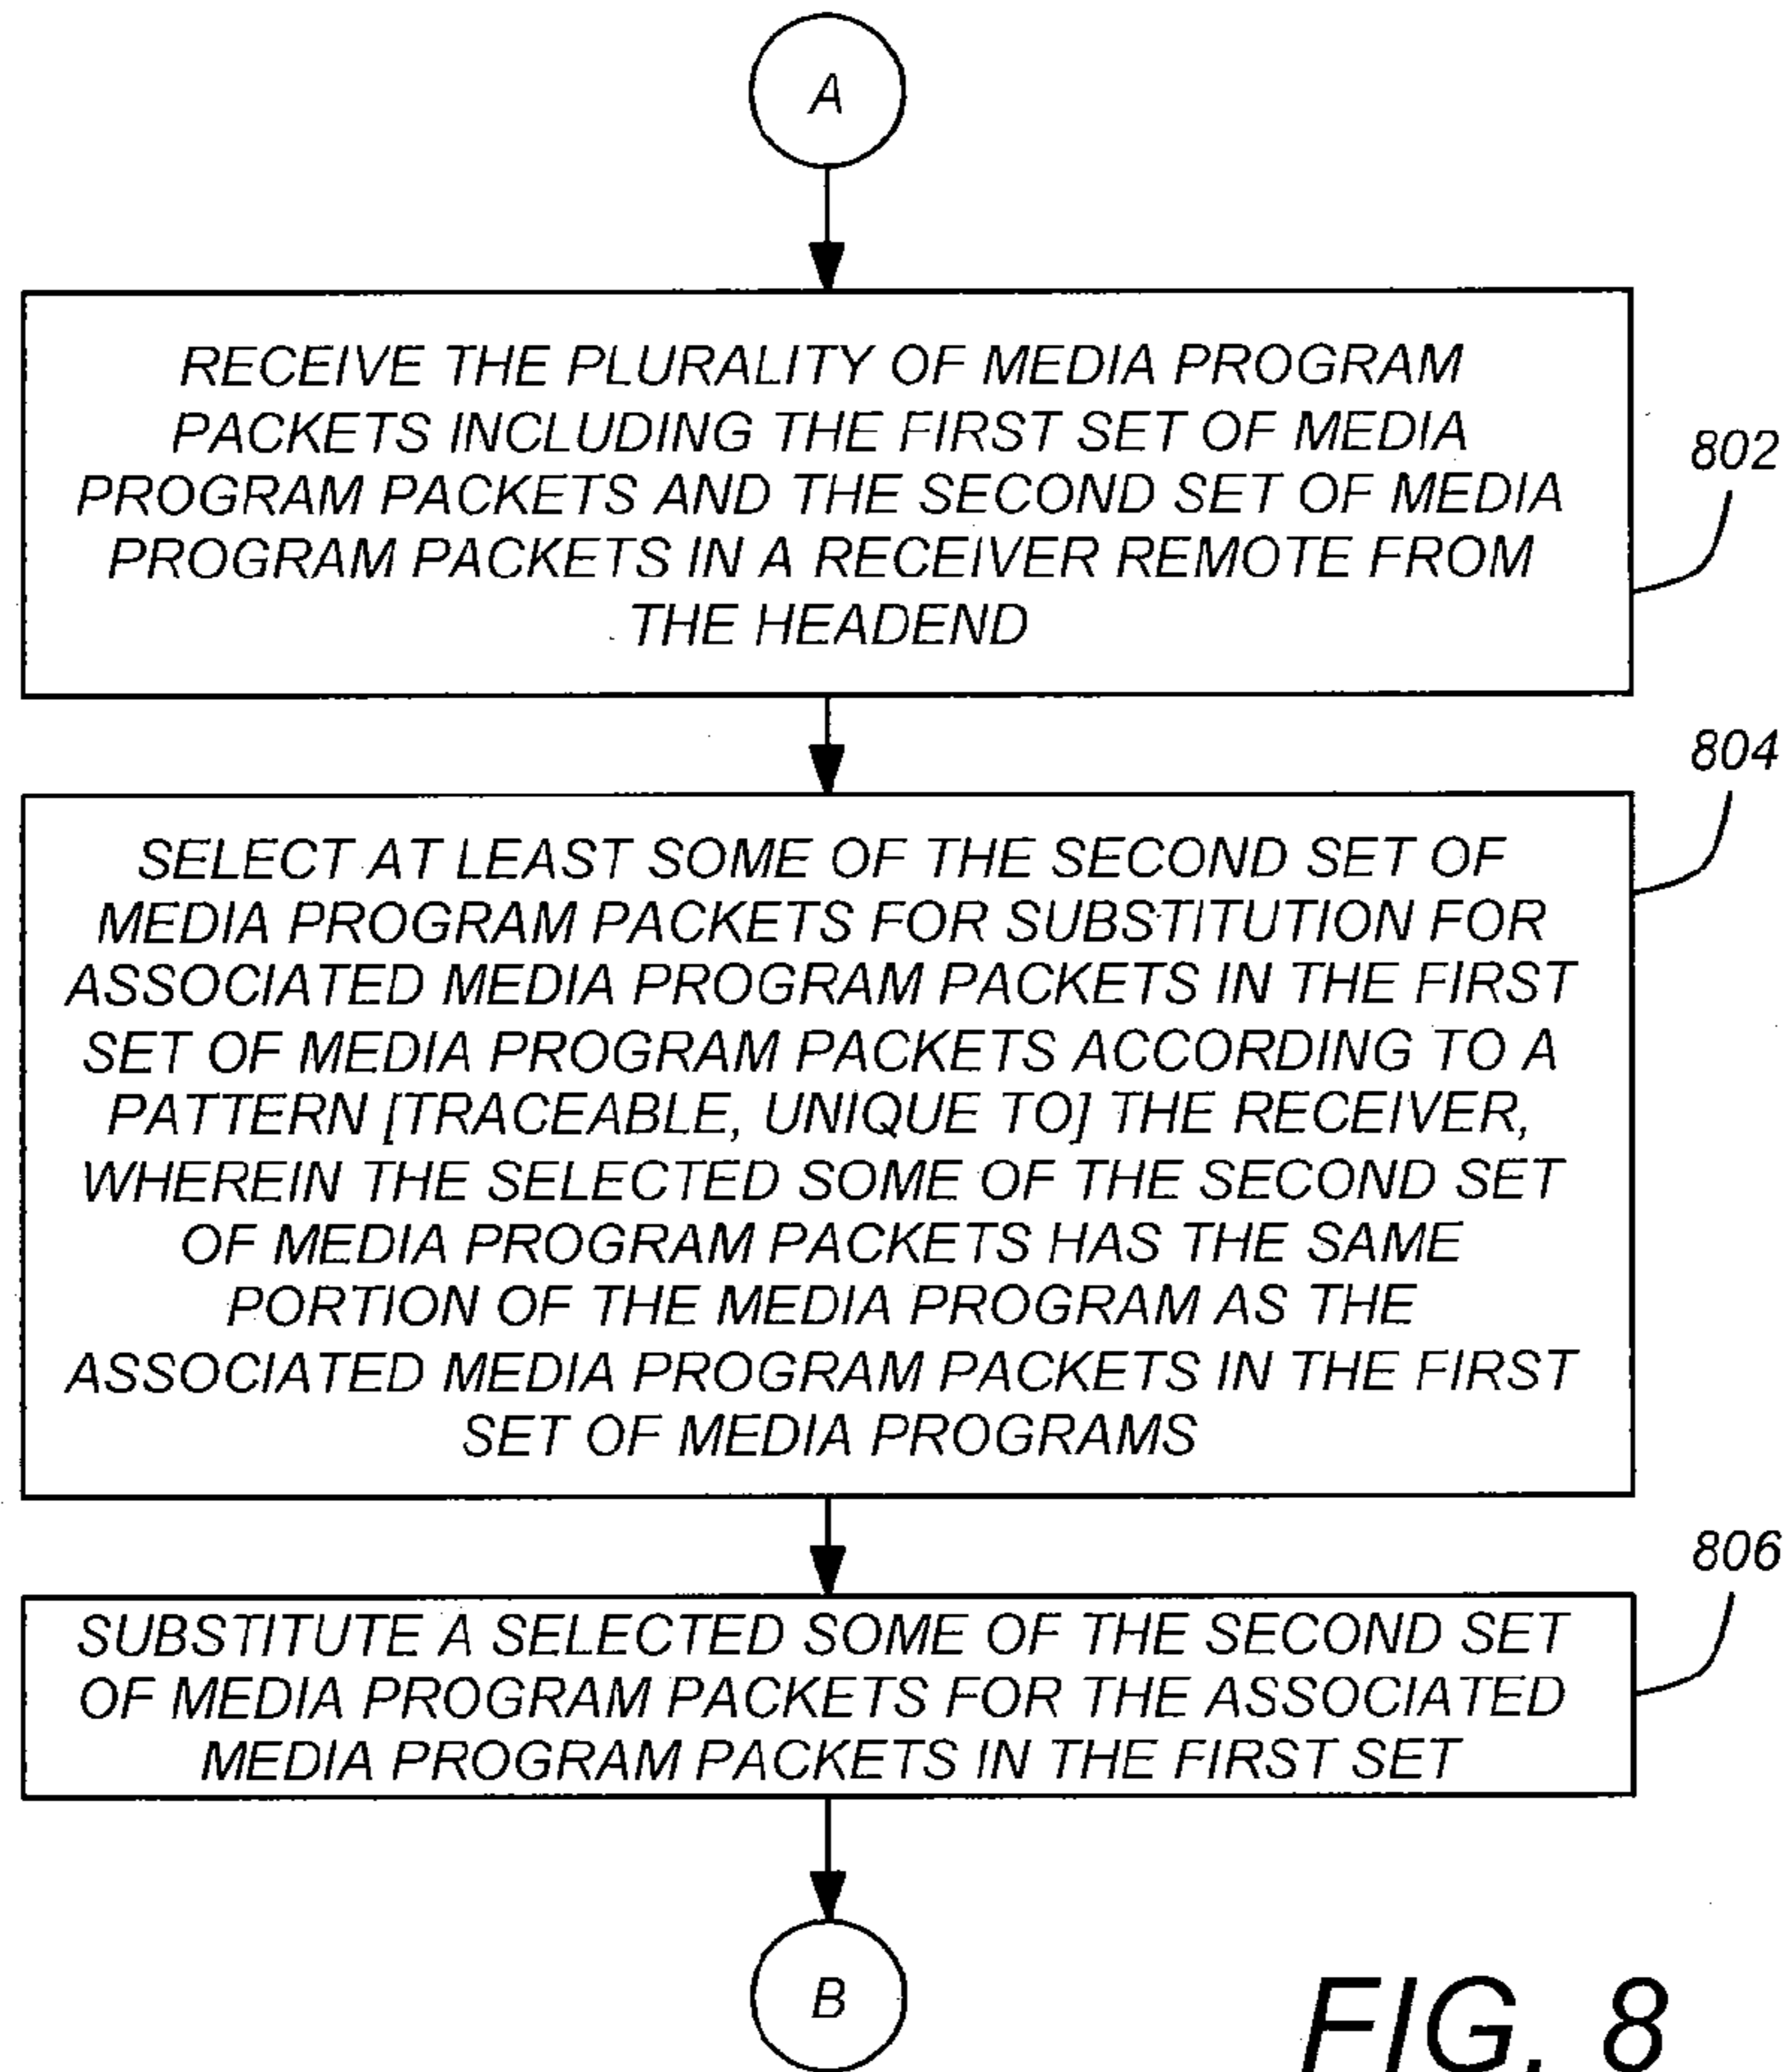 A
RECEIVE THE PLURALITY OF MEDIA PROGRAM
PACKETS INCLUDING THE FIRST SET OF MEDIA
PROGRAM PACKETS AND THE SECOND SET OF MEDIA
PROGRAM PACKETS IN A RECEIVER REMOTE FROM
THE HEADEND
802
804
SELECT AT LEAST SOME OF THE SECOND SET OF
MEDIA PROGRAM PACKETS FOR SUBSTITUTION FOR
ASSOCIATED MEDIA PROGRAM PACKETS IN THE FIRST
SET OF MEDIA PROGRAM PACKETS ACCORDING TO A
PATTERN [TRACEABLE, UNIQUE TO] THE RECEIVER,
WHEREIN THE SELECTED SOME OF THE SECOND SET
OF MEDIA PROGRAM PACKETS HAS THE SAME
PORTION OF THE MEDIA PROGRAM AS THE
ASSOCIATED MEDIA PROGRAM PACKETS IN THE FIRST
SET OF MEDIA PROGRAMS
806
SUBSTITUTE A SELECTED SOME OF THE SECOND SET
OF MEDIA PROGRAM PACKETS FOR THE ASSOCIATED
MEDIA PROGRAM PACKETS IN THE FIRST SET
B
FIG. 8